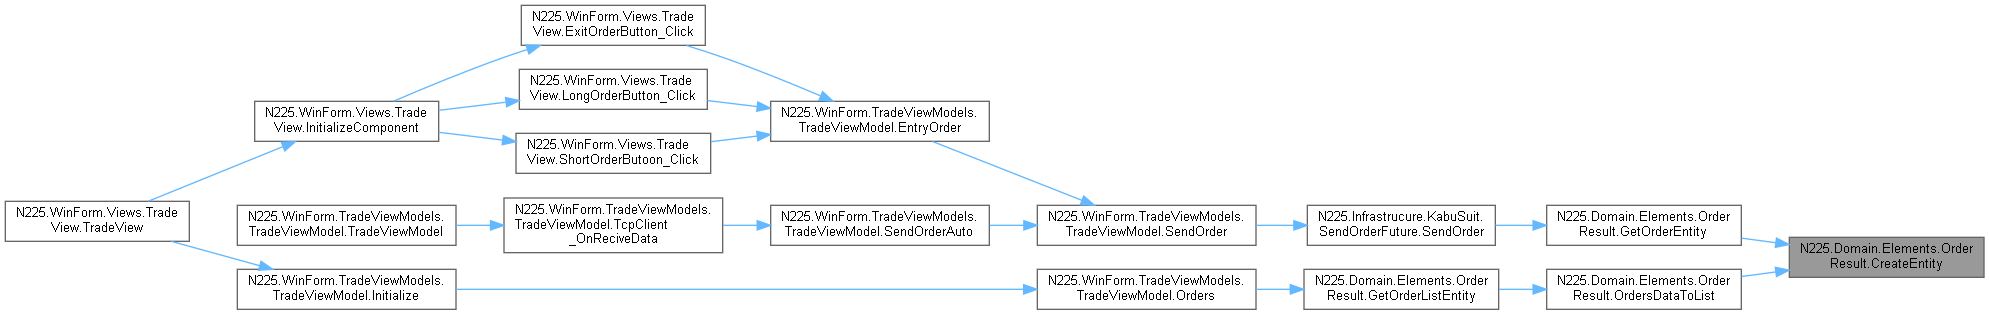 N225.WinForm.Views.Trade
View.ExitOrderButton_Click
N225.WinForm.Views.Trade
View.LongOrderButton_Click
N225.WinForm.Views.Trade
View.InitializeComponent
N225.WinForm.TradeViewModels.
TradeViewModel.EntryOrder
N225.WinForm.Views.Trade
View.ShortOrderButoon_Click
N225.WinForm.Views.Trade
View.TradeView
N225.WinForm.TradeViewModels.
TradeViewModel.TradeViewModel
N225.WinForm.TradeViewModels.
TradeViewModel.TcpClient
_OnReciveData
N225.WinForm.TradeViewModels.
TradeViewModel.SendOrderAuto
N225.WinForm.TradeViewModels.
TradeViewModel.SendOrder
N225.Infrastrucure.KabuSuit.
SendOrderFuture.SendOrder
N225.Domain.Elements.Order
Result.GetOrderEntity
N225.Domain.Elements.Order
Result.CreateEntity
N225.WinForm.TradeViewModels.
TradeViewModel.Initialize
N225.WinForm.TradeViewModels.
TradeViewModel.Orders
N225.Domain.Elements.Order
Result.GetOrderListEntity
N225.Domain.Elements.Order
Result.OrdersDataToList